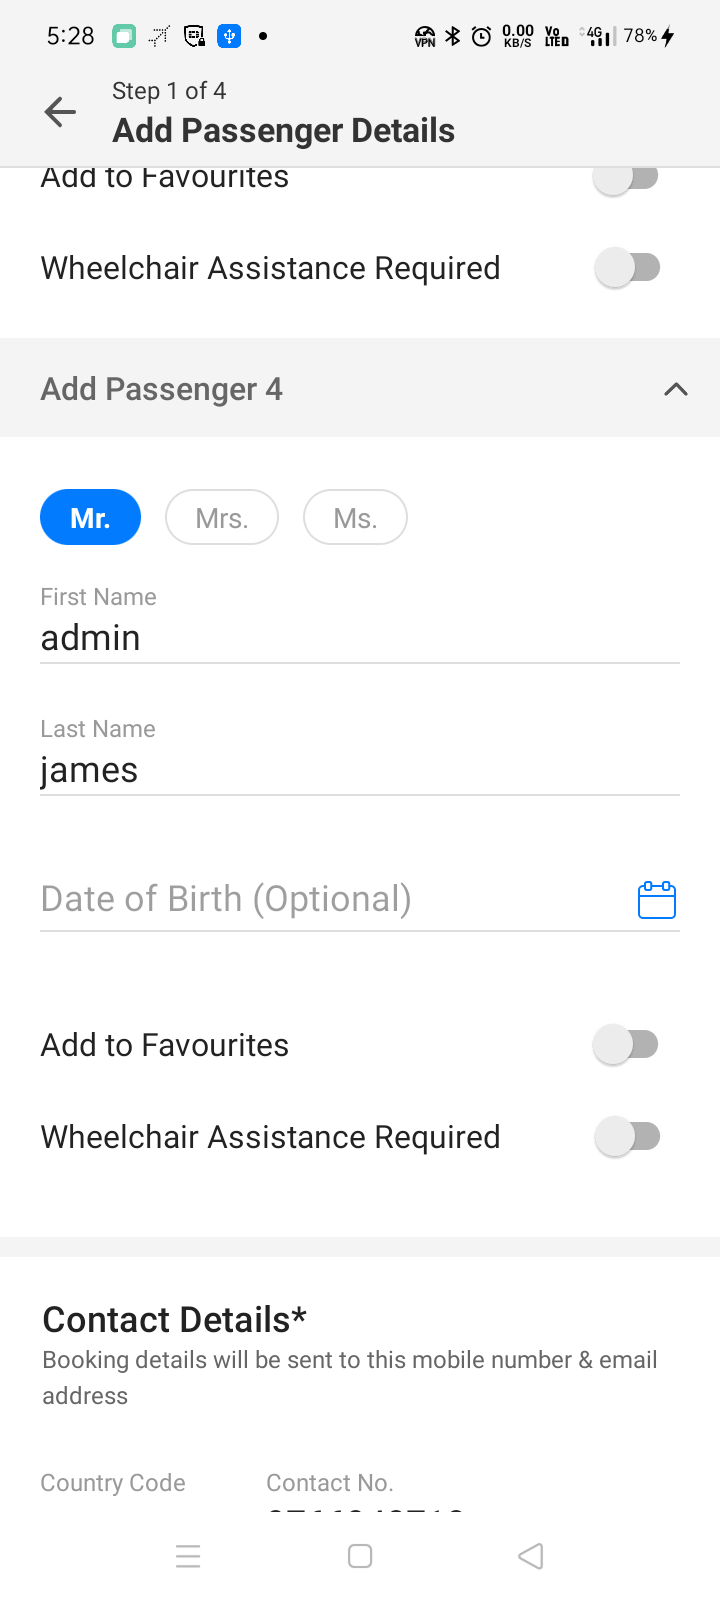 5:28 VPN 0.00 KB/S Vo LTED 4G 78%
Step 1 of 4
Add Passenger Details
Add to Favourites
Wheelchair Assistance Required
Add Passenger 4
Mr. Mrs. Ms.
First Name
admin
Last Name
james
Date of Birth (Optional)
Add to Favourites
Wheelchair Assistance Required
Contact Details*
Booking details will be sent to this mobile number & email
address
Country Code Contact No.